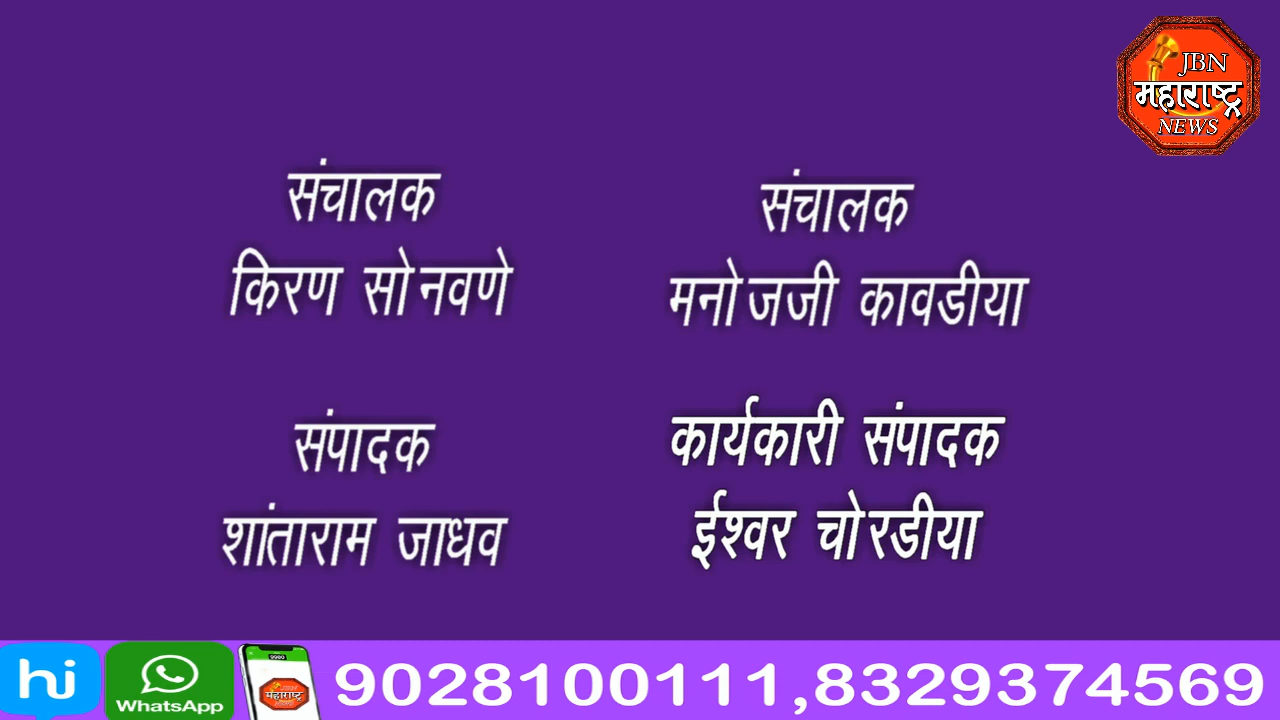 JBN
महाराष्ट्र
NEWS
संचालक
किरण सोनवणे
संचालक
मनोजजी कावडीया
संपादक
शांताराम जाधव
कार्यकारी संपादक
ईश्वर चोरडीया
hi
WhatsApp
महाराष्ट्र
9028100111,8329374569